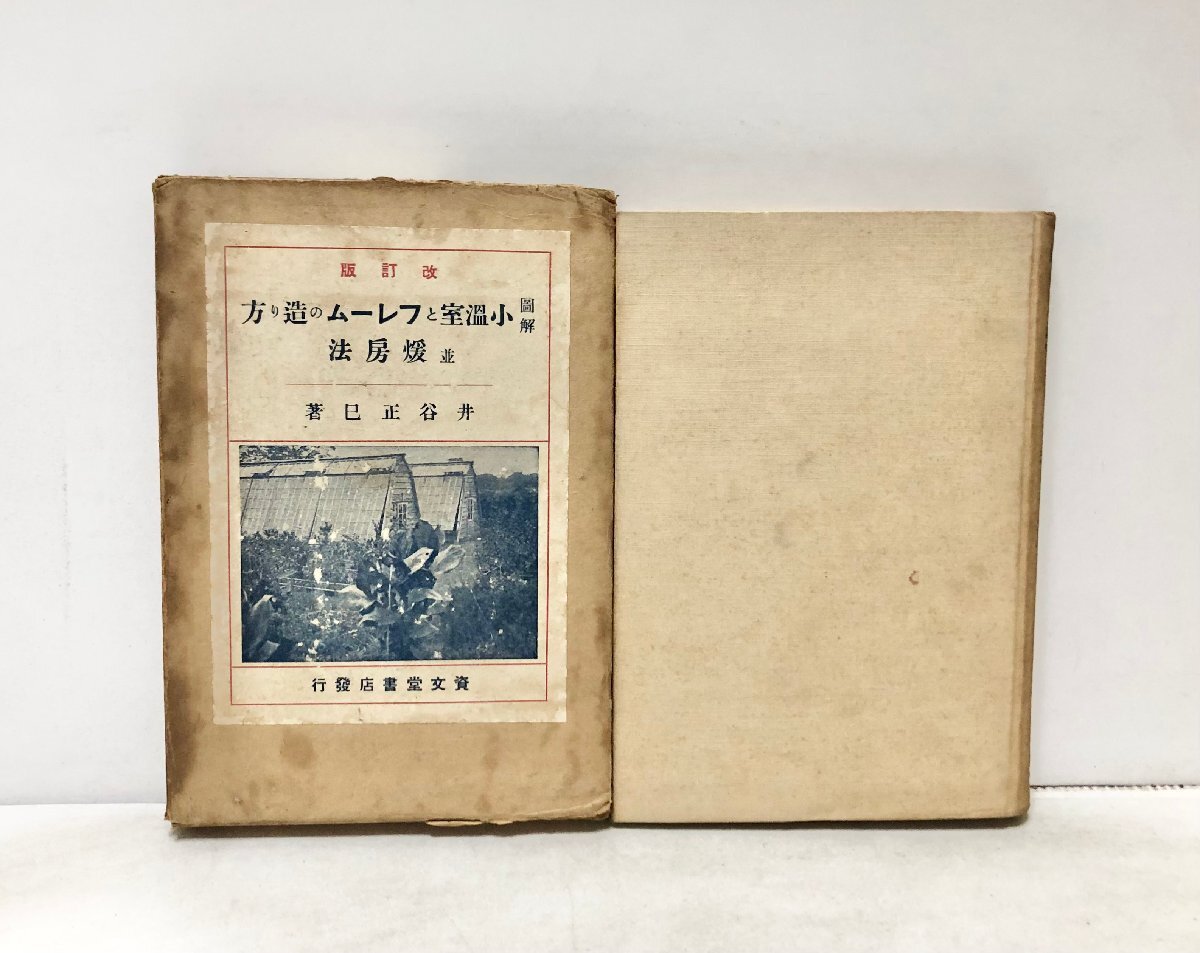 改訂版
圖解 小溫室とフレームの造り方
並 煖房法
井谷正巳著
資文堂書店發行